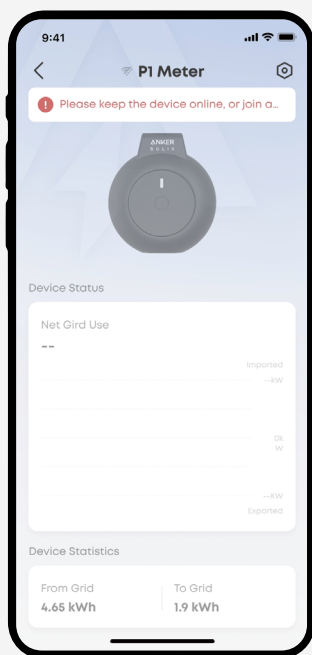 9:41
P1 Meter
Please keep the device online, or join a…
ANKER
SOLIX
Device Status
Net Gird Use
--
Imported
--kW
0k
W
--KW
Exported
Device Statistics
From Grid
To Grid
4.65 kWh
1.9 kWh